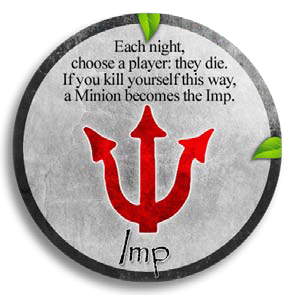 Each night,
choose a player: they die.
If you kill yourself this way,
a Minion becomes the Imp.
Imp